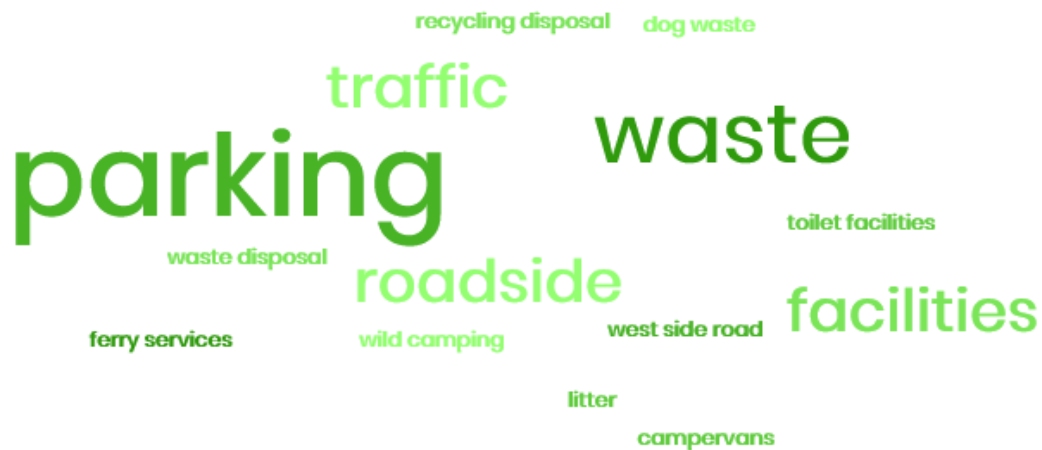 recycling disposal
dog waste
traffic
waste
parking
toilet facilities
waste disposal
roadside
facilities
west side road
ferry services
wild camping
litter
campervans